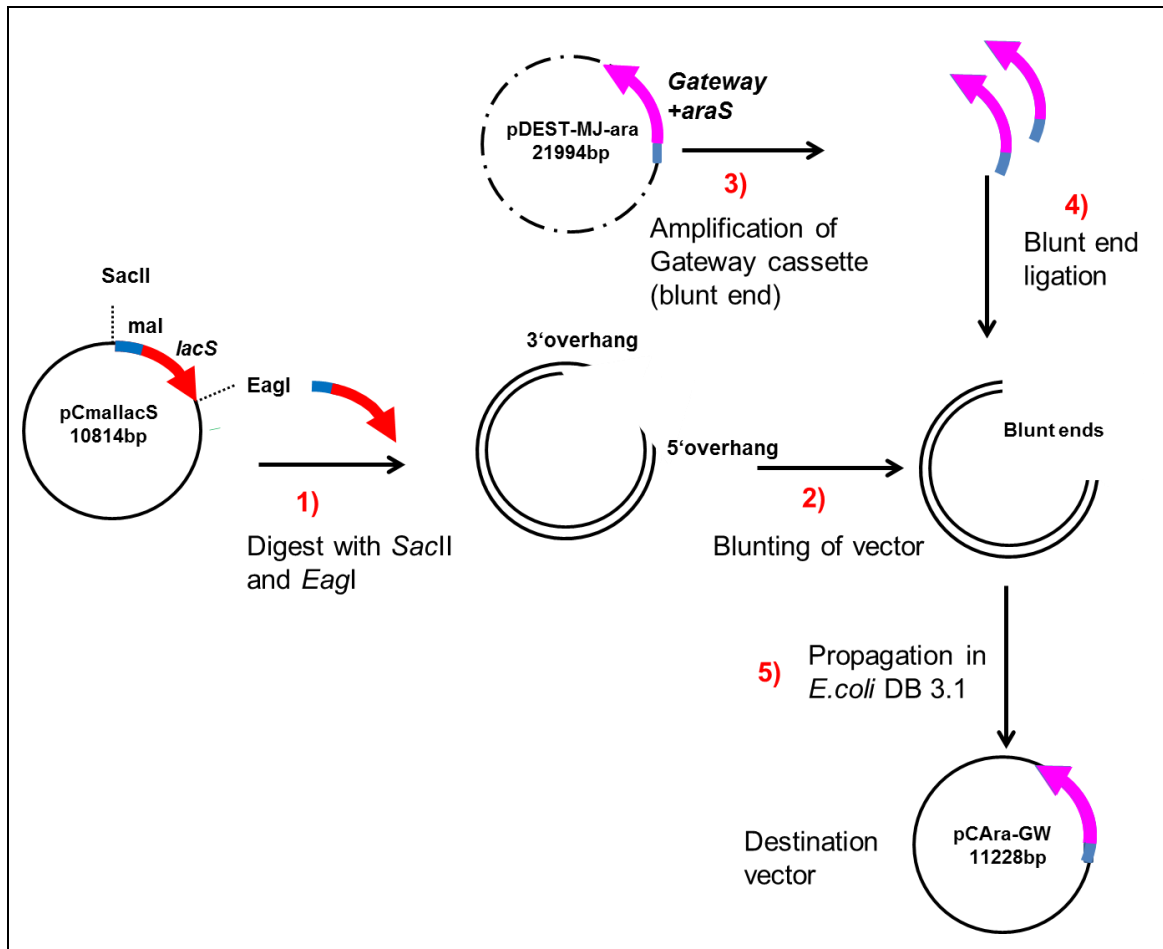 pDEST-MJ-ara
21994bp
Gateway
+araS
3)
Amplification of
Gateway cassette
(blunt end)
4)
Blunt end
ligation
SacII
mal
lacS
EagI
pCmallacS
10814bp
1)
Digest with SacII
and EagI
3‘overhang
5‘overhang
2)
Blunting of vector
Blunt ends
5)
Propagation in
E.coli DB 3.1
Destination
vector
pCAra-GW
11228bp